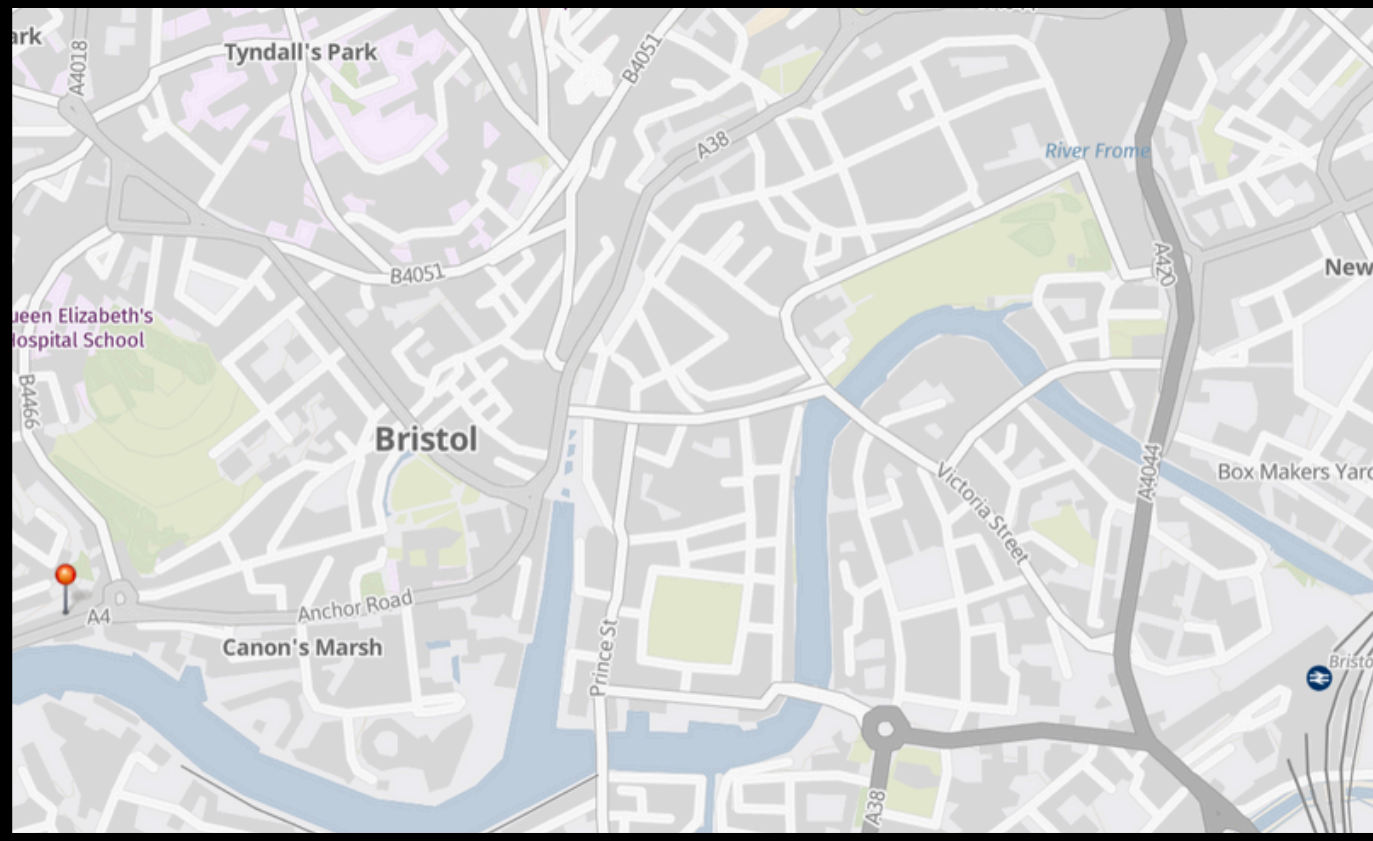 ark
A4018
Tyndall's Park
B4051
A38
River Frome
A420
New
B4051
ueen Elizabeth's
ospital School
B4466
Bristol
Victoria Street
A4044
Box Makers Yard
A4
Anchor Road
Canon's Marsh
Prince St
Bristo
A38